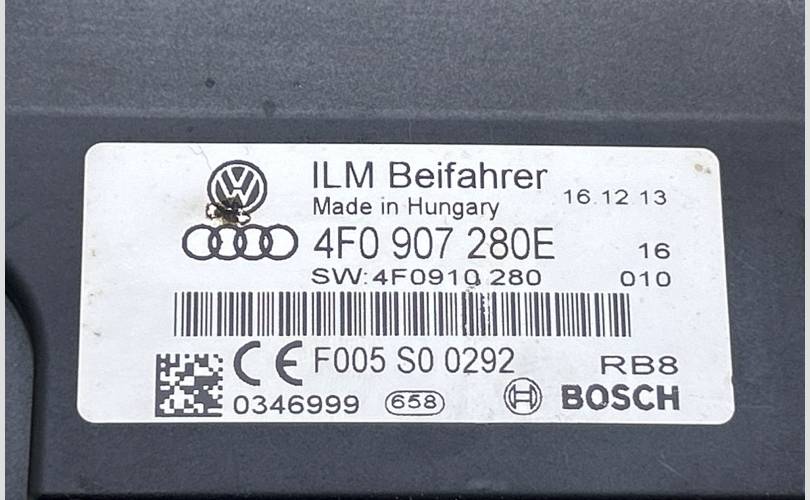 ILM Beifahrer
Made in Hungary 16.12.13
4F0 907 280E 16
SW:4F0910 280 010
CE F005 S0 0292 RB8
0346999 658 BOSCH